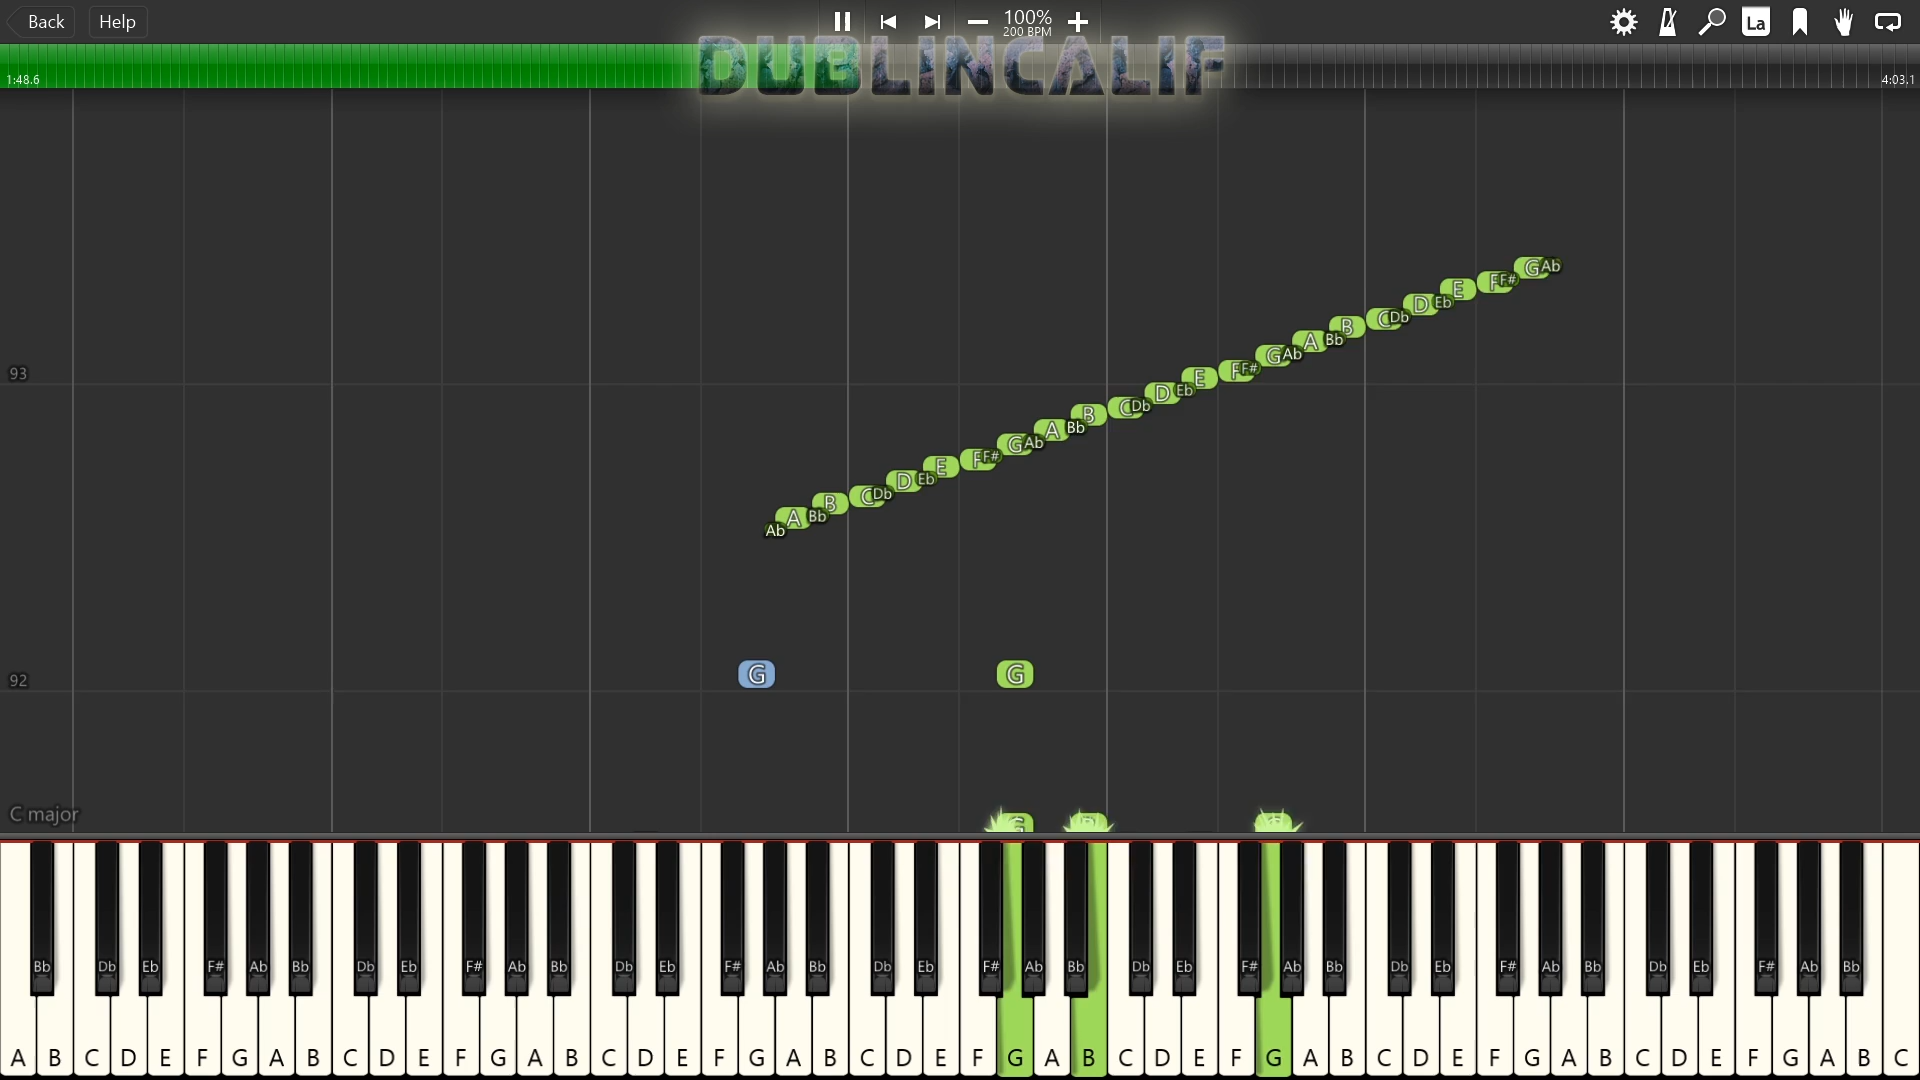 Back Help 100% La
200 BPM
DUBLINCALIF
1:48.6 4:03.1
G Ab
F F#
E
D Eb
C Db
B
A Bb
G Ab
93
F F#
E
D Eb
C Db
B
A Bb
G Ab
F F#
E
D Eb
C Db
B
A Bb
Ab
92 G G
C major
G
Bb Db Eb F# Ab Bb Db Eb F# Ab Bb Db Eb F# Ab Bb Db Eb F# Ab Bb Db Eb F# Ab Bb Db Eb F# Ab Bb Db Eb F# Ab Bb
A B C D E F G A B C D E F G A B C D E F G A B C D E F G A B C D E F G A B C D E F G A B C D E F G A B C